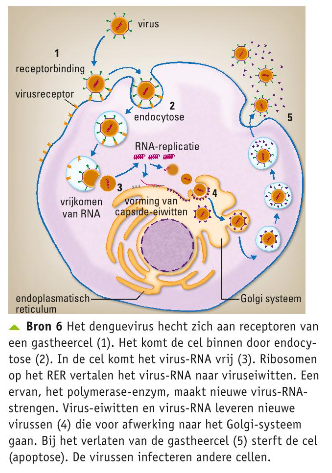 virus
1
receptorbinding
virusreceptor
2
endocytose
5
RNA-replicatie
3
4
vrijkomen
van RNA
vorming van
capside-eiwitten
endoplasmatisch
reticulum
Golgi systeem
▲ Bron 6 Het denguevirus hecht zich aan receptoren van
een gastheercel (1). Het komt de cel binnen door endocy-
tose (2). In de cel komt het virus-RNA vrij (3). Ribosomen
op het RER vertalen het virus-RNA naar viruseiwitten. Een
ervan, het polymerase-enzym, maakt nieuwe virus-RNA-
strengen. Virus-eiwitten en virus-RNA leveren nieuwe
virussen (4) die voor afwerking naar het Golgi-systeem
gaan. Bij het verlaten van de gastheercel (5) sterft de cel
(apoptose). De virussen infecteren andere cellen.